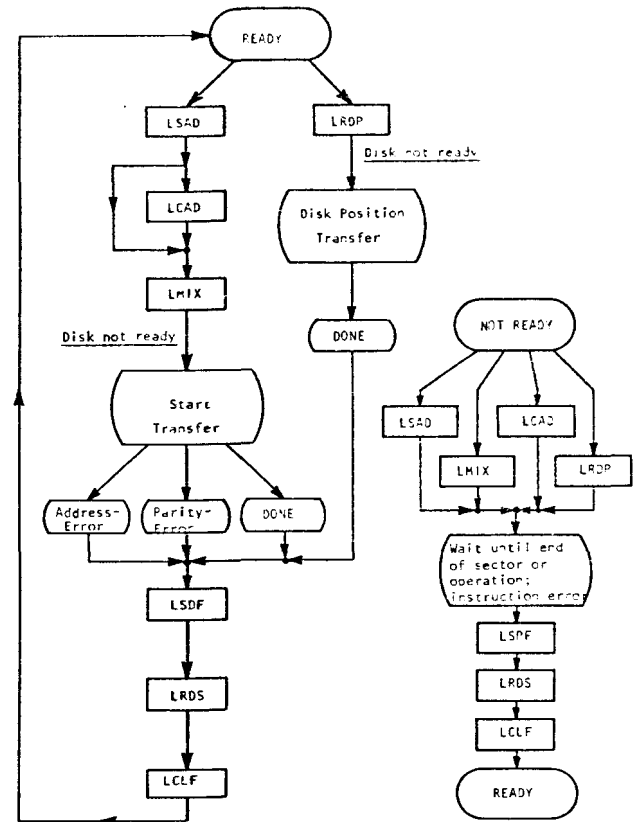 READY
LSAD
LRDP
Disk not ready
LCAD
Disk Position
Transfer
LMIX
Disk not ready
DONE
Start
Transfer
Address-
Error
Parity-
Error
DONE
LSDF
LRDS
LCLF
NOT READY
LSAD
LCAD
LMIX
LRDP
Wait until end
of sector or
operation;
instruction error
LSPF
LRDS
LCLF
READY